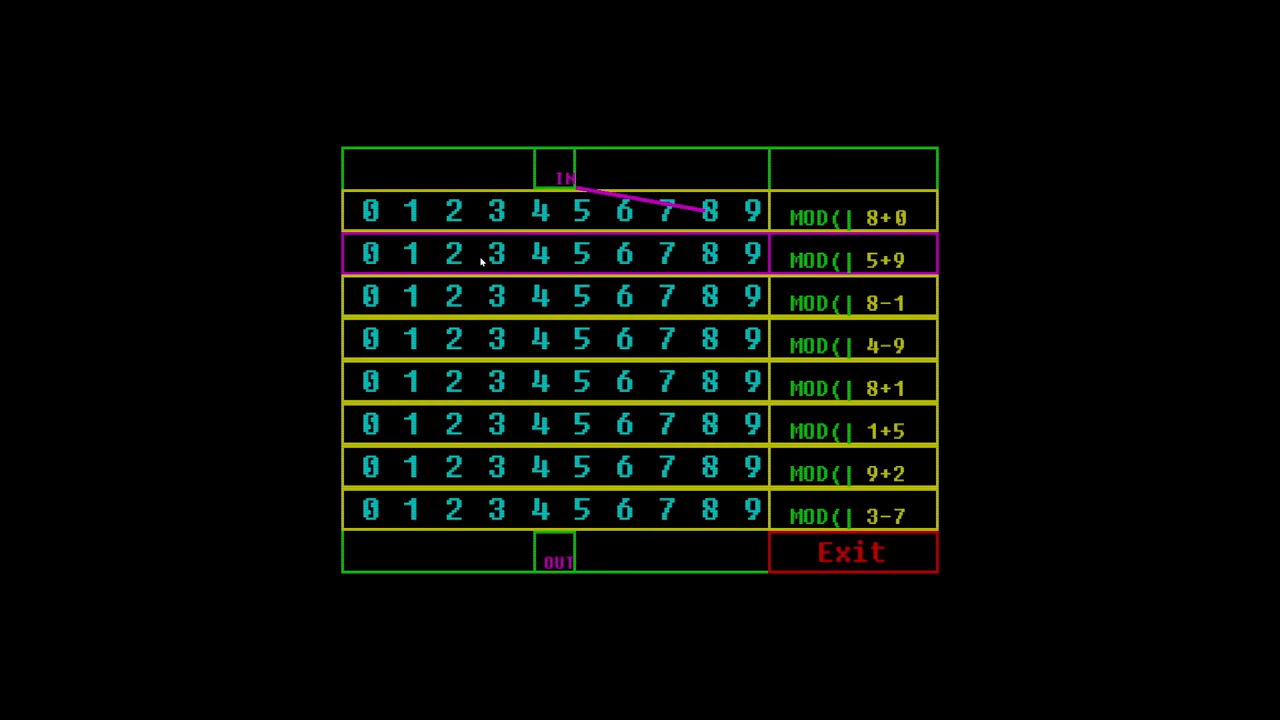 IN
0 1 2 3 4 5 6 7 8 9 MOD(| 8+0
0 1 2 3 4 5 6 7 8 9 MOD(| 5+9
0 1 2 3 4 5 6 7 8 9 MOD(| 8-1
0 1 2 3 4 5 6 7 8 9 MOD(| 4-9
0 1 2 3 4 5 6 7 8 9 MOD(| 8+1
0 1 2 3 4 5 6 7 8 9 MOD(| 1+5
0 1 2 3 4 5 6 7 8 9 MOD(| 9+2
0 1 2 3 4 5 6 7 8 9 MOD(| 3-7
OUT Exit